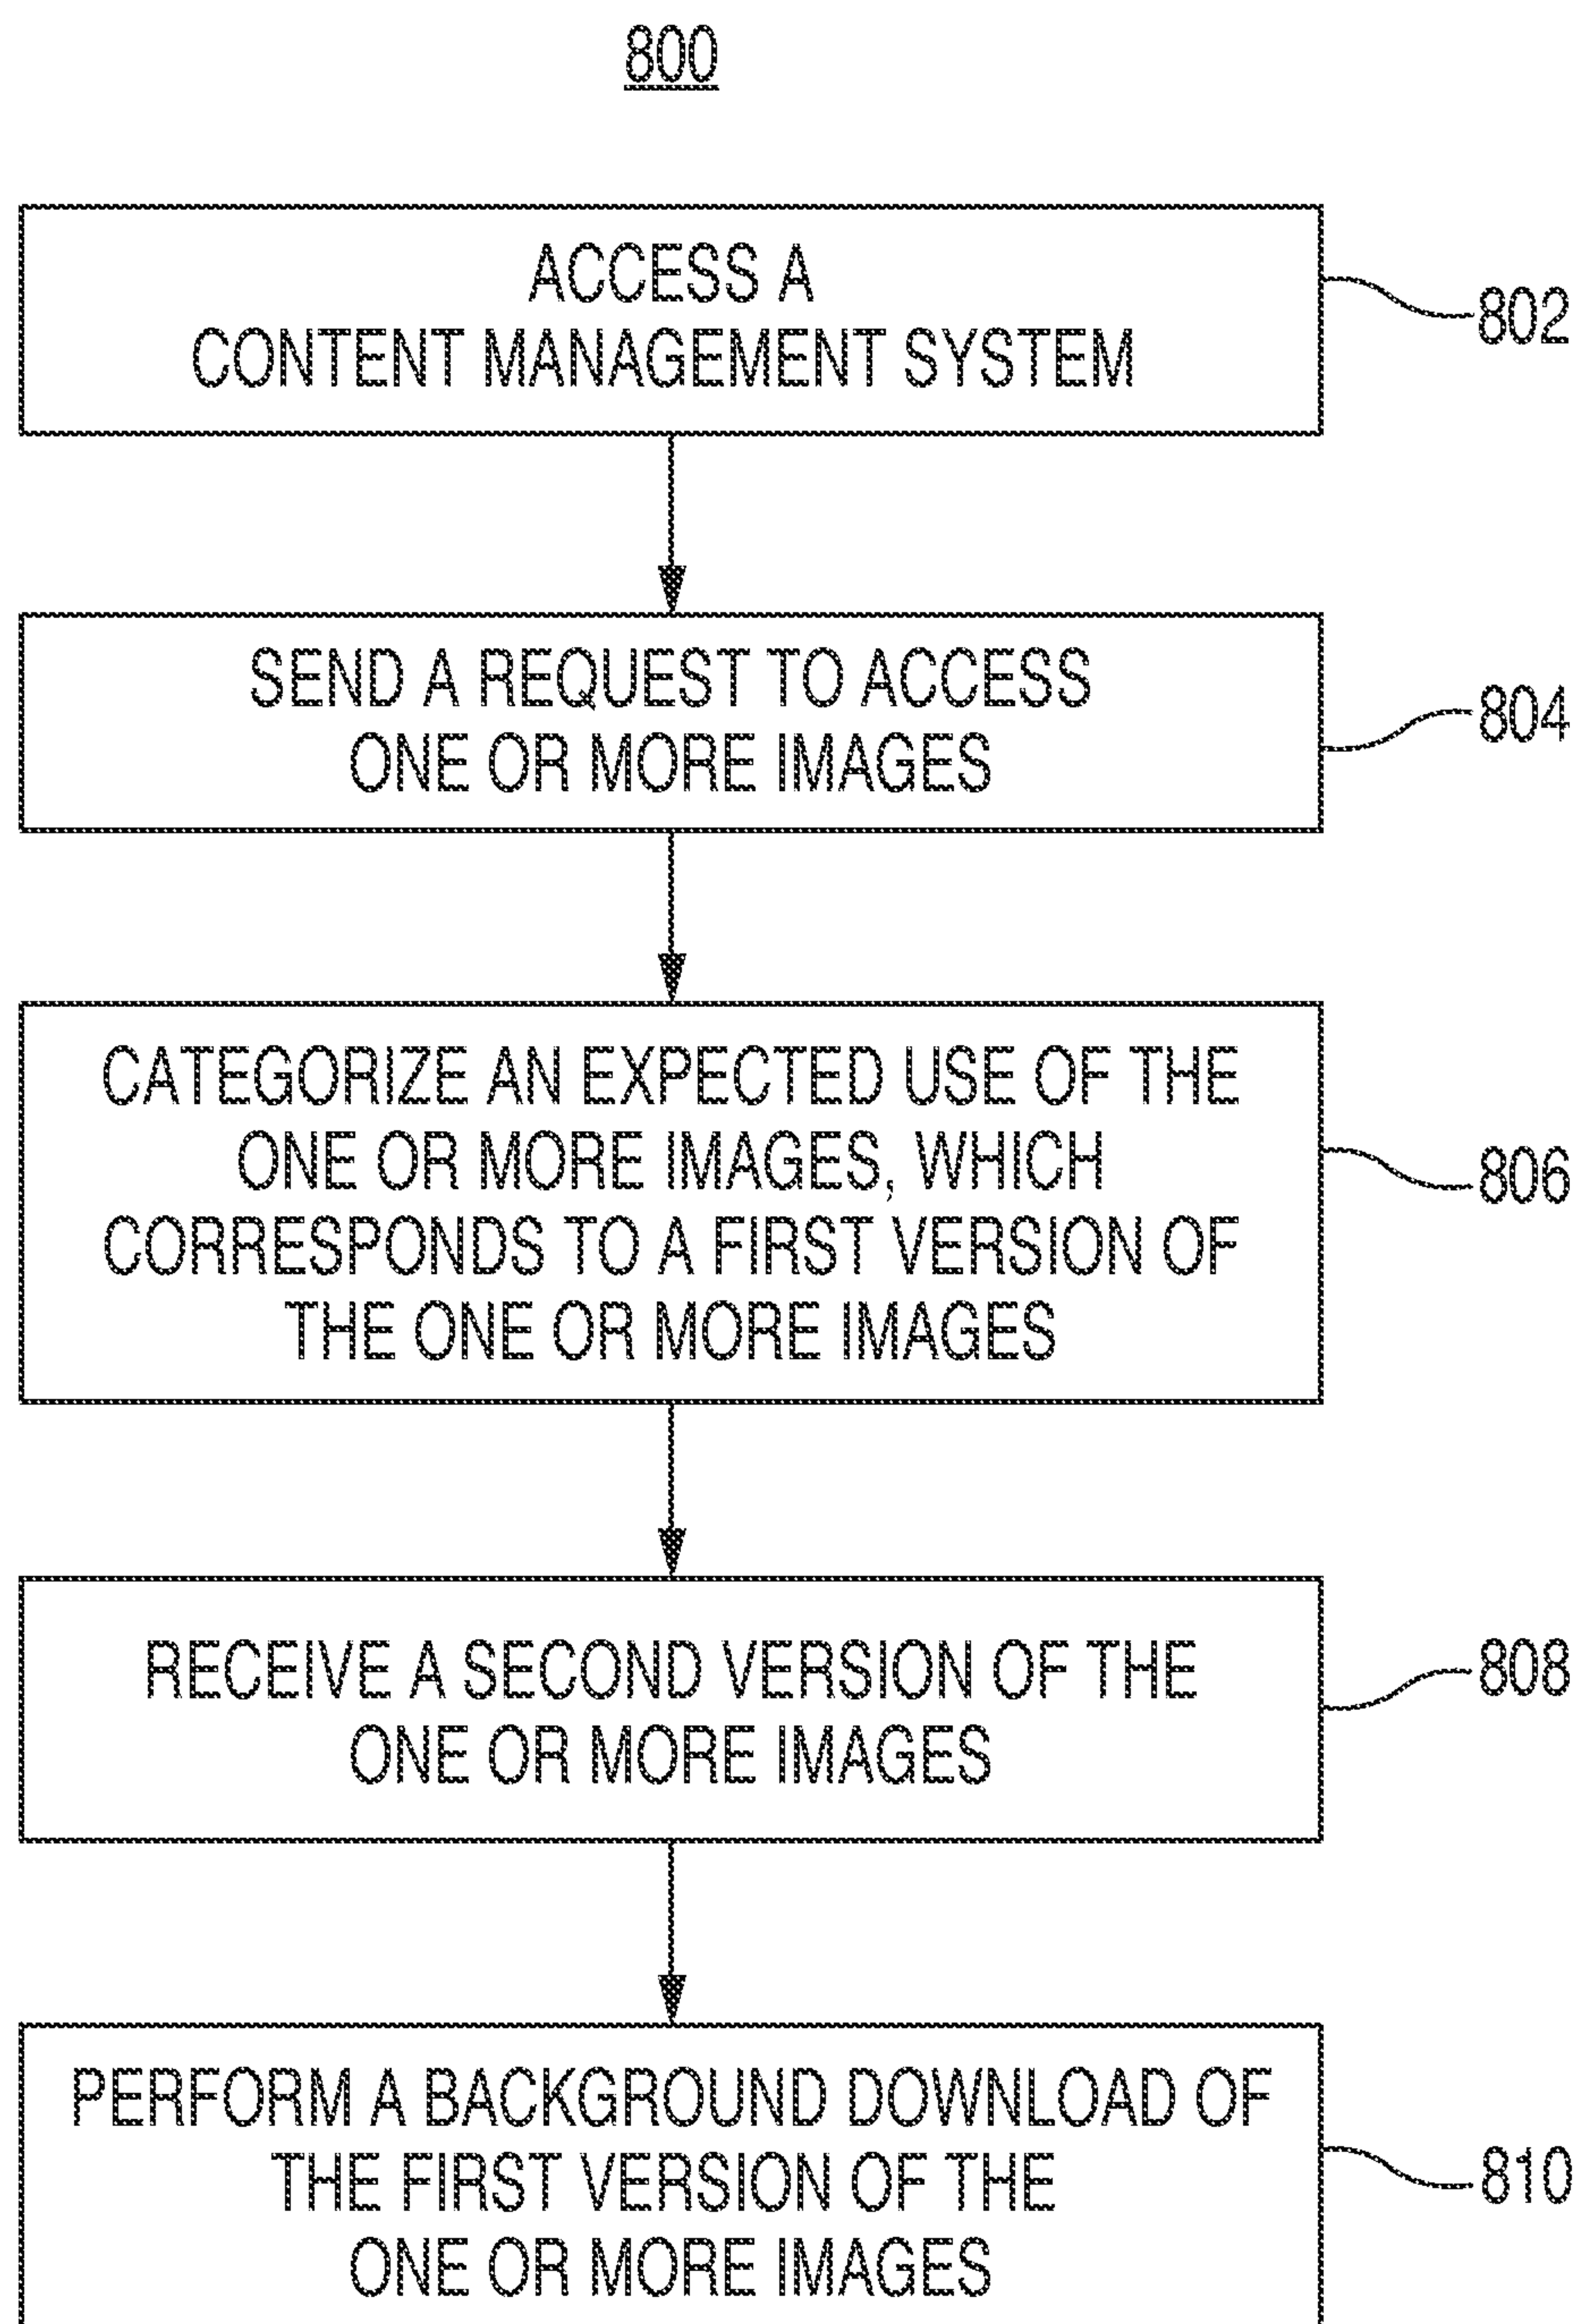 800
ACCESS A
CONTENT MANAGEMENT SYSTEM
802
SEND A REQUEST TO ACCESS
ONE OR MORE IMAGES
804
CATEGORIZE AN EXPECTED USE OF THE
ONE OR MORE IMAGES, WHICH
CORRESPONDS TO A FIRST VERSION OF
THE ONE OR MORE IMAGES
806
RECEIVE A SECOND VERSION OF THE
ONE OR MORE IMAGES
808
PERFORM A BACKGROUND DOWNLOAD OF
THE FIRST VERSION OF THE
ONE OR MORE IMAGES
810